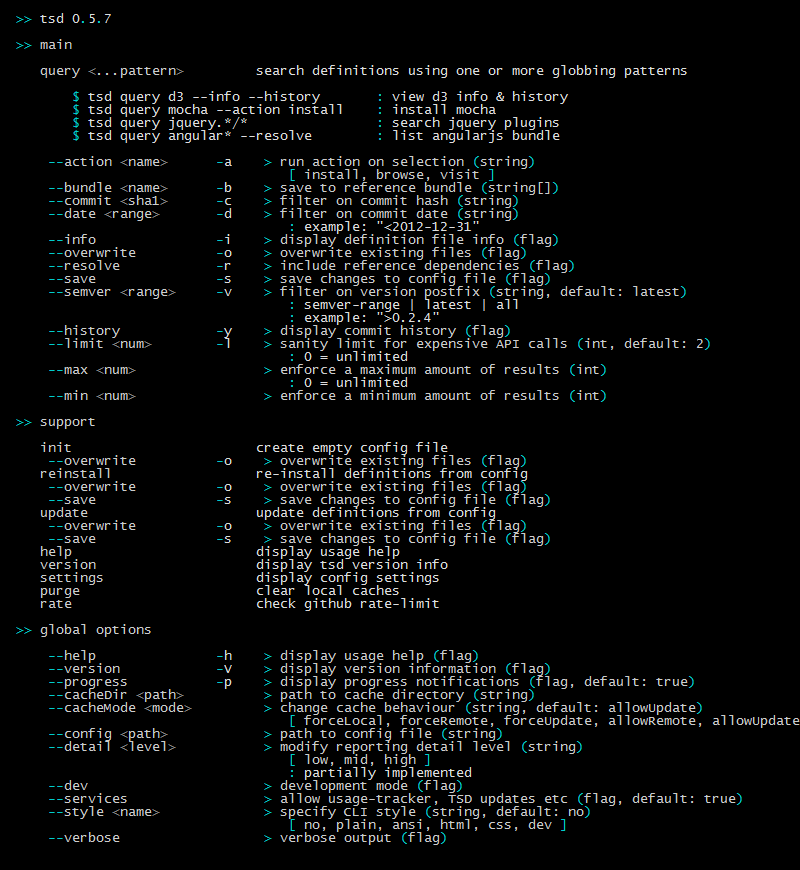 >> tsd 0.5.7
>> main
query <...pattern> search definitions using one or more globbing patterns
$ tsd query d3 --info --history : view d3 info & history
$ tsd query mocha --action install : install mocha
$ tsd query jquery.*/* : search jquery plugins
$ tsd query angular* --resolve : list angularjs bundle
--action <name> -a > run action on selection (string)
[ install, browse, visit ]
--bundle <name> -b > save to reference bundle (string[])
--commit <sha1> -c > filter on commit hash (string)
--date <range> -d > filter on commit date (string)
: example: "<2012-12-31"
--info -i > display definition file info (flag)
--overwrite -o > overwrite existing files (flag)
--resolve -r > include reference dependencies (flag)
--save -s > save changes to config file (flag)
--semver <range> -v > filter on version postfix (string, default: latest)
: semver-range | latest | all
: example: ">0.2.4"
--history -y > display commit history (flag)
--limit <num> -l > sanity limit for expensive API calls (int, default: 2)
: 0 = unlimited
--max <num> > enforce a maximum amount of results (int)
: 0 = unlimited
--min <num> > enforce a minimum amount of results (int)
>> support
init create empty config file
--overwrite -o > overwrite existing files (flag)
reinstall re-install definitions from config
--overwrite -o > overwrite existing files (flag)
--save -s > save changes to config file (flag)
update update definitions from config
--overwrite -o > overwrite existing files (flag)
--save -s > save changes to config file (flag)
help display usage help
version display tsd version info
settings display config settings
purge clear local caches
rate check github rate-limit
>> global options
--help -h > display usage help (flag)
--version -V > display version information (flag)
--progress -p > display progress notifications (flag, default: true)
--cacheDir <path> > path to cache directory (string)
--cacheMode <mode> > change cache behaviour (string, default: allowUpdate)
[ forceLocal, forceRemote, forceUpdate, allowRemote, allowUpdate
--config <path> > path to config file (string)
--detail <level> > modify reporting detail level (string)
[ low, mid, high ]
: partially implemented
--dev > development mode (flag)
--services > allow usage-tracker, TSD updates etc (flag, default: true)
--style <name> > specify CLI style (string, default: no)
[ no, plain, ansi, html, css, dev ]
--verbose > verbose output (flag)